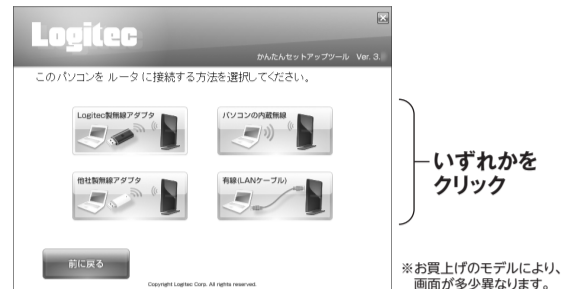 Logitec
かんたんセットアップツール Ver. 3.
このパソコンを ルータ に接続する方法を選択してください。
Logitec製無線アダプタ
パソコンの内蔵無線
他社製無線アダプタ
有線(LANケーブル)
いずれかを
クリック
前に戻る
Copyright Logitec Corp. All rights reserved.
※お買上げのモデルにより、
画面が多少異なります。